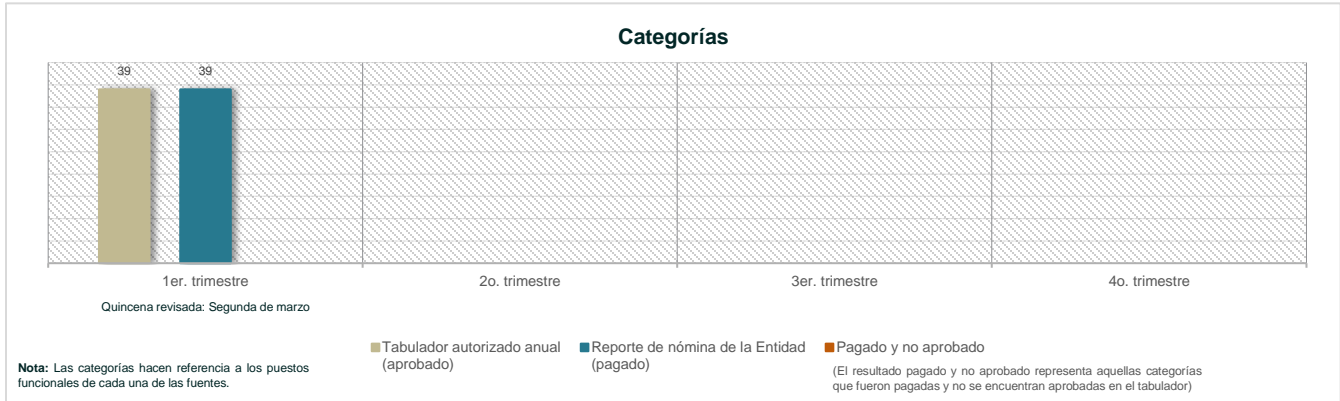 Categorías
39 39
1er. trimestre 2o. trimestre 3er. trimestre 4o. trimestre
Quincena revisada: Segunda de marzo
Tabulador autorizado anual
(aprobado)
Reporte de nómina de la Entidad
(pagado)
Pagado y no aprobado
(El resultado pagado y no aprobado representa aquellas categorías
que fueron pagadas y no se encuentran aprobadas en el tabulador)
Nota: Las categorías hacen referencia a los puestos
funcionales de cada una de las fuentes.